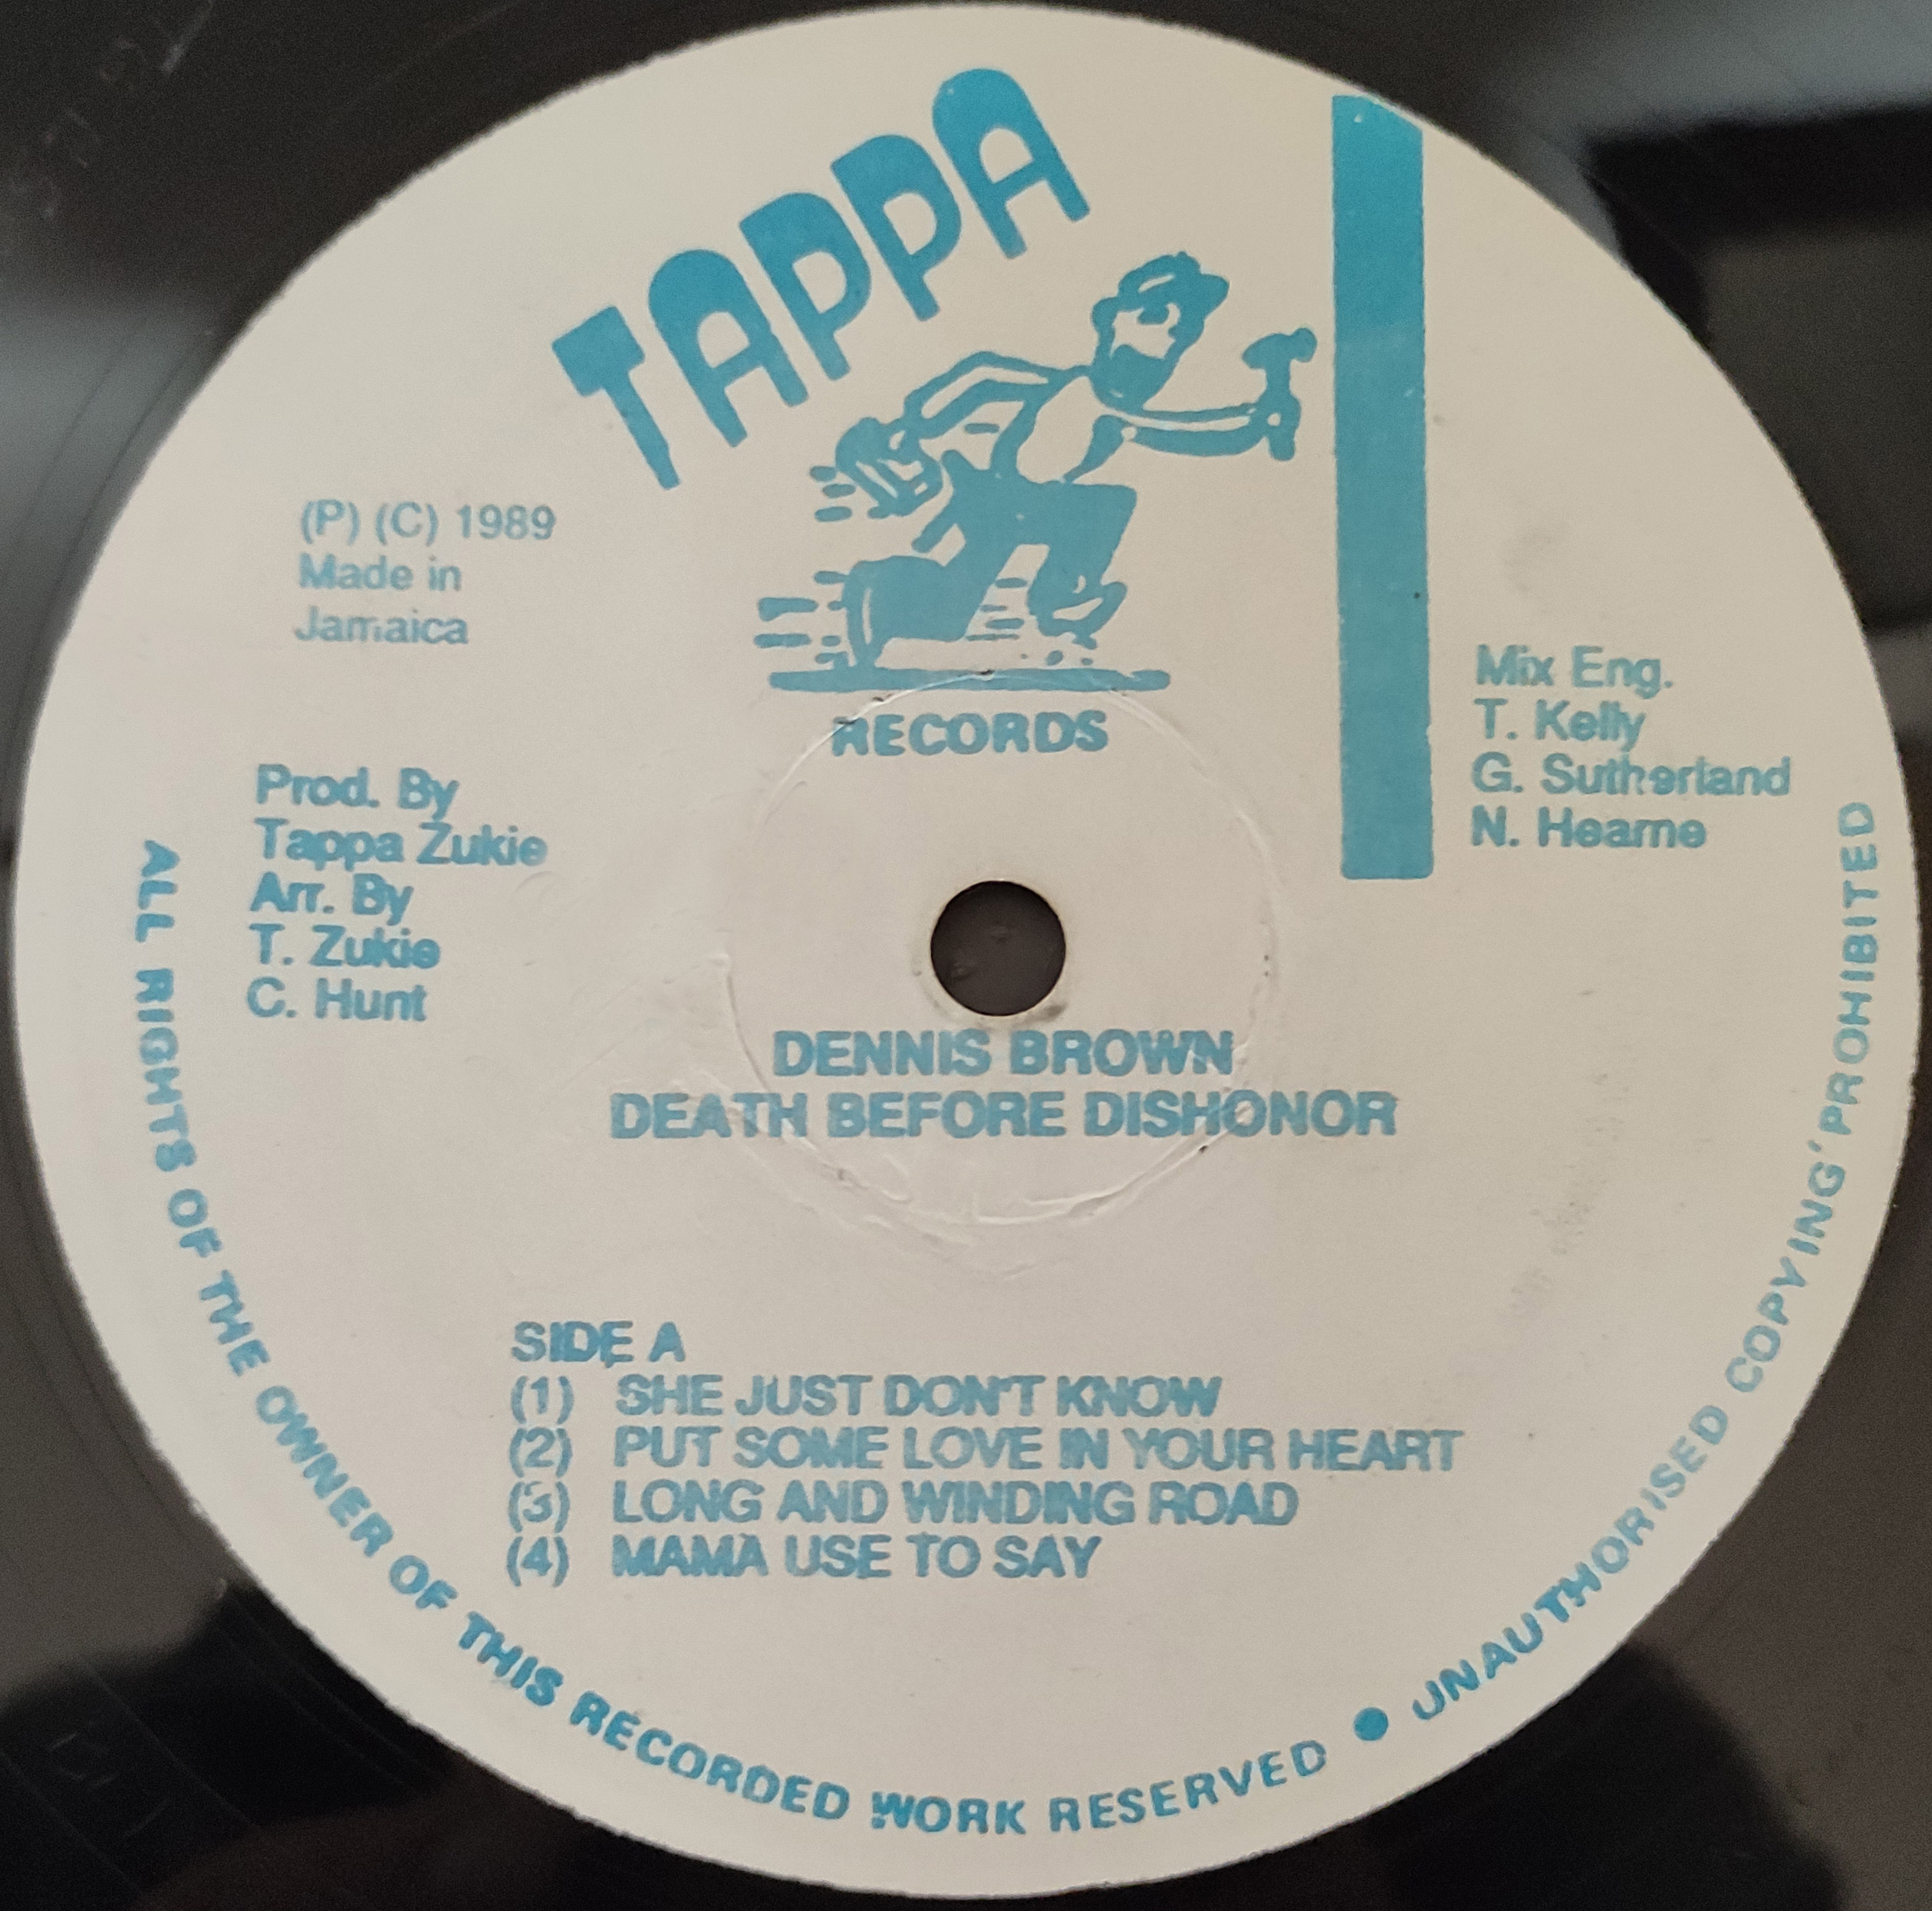 TAPPA
RECORDS
(P) (C) 1989
Made in
Jamaica
Prod. By
Tappa Zukie
Arr. By
T. Zukie
C. Hunt
Mix Eng.
T. Kelly
G. Sutherland
N. Hearne
DENNIS BROWN
DEATH BEFORE DISHONOR
SIDE A
(1) SHE JUST DON'T KNOW
(2) PUT SOME LOVE IN YOUR HEART
(3) LONG AND WINDING ROAD
(4) MAMA USE TO SAY
ALL RIGHTS OF THE OWNER OF THIS RECORDED WORK RESERVED ● UNAUTHORISED COPYING' PROHIBITED